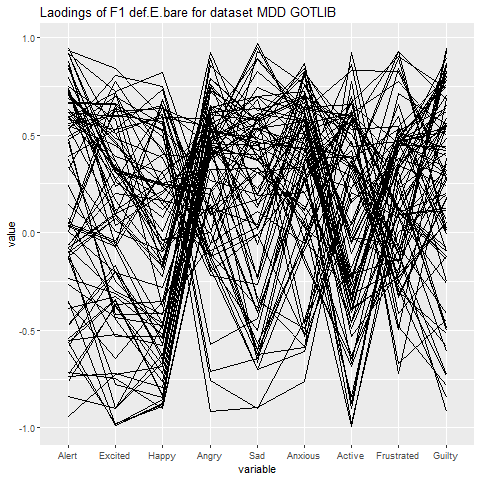 Laodings of F1 def.E.bare for dataset MDD GOTLIB
1.0
0.5
0.0
-0.5
-1.0
value
Alert Excited Happy Angry Sad Anxious Active Frustrated Guilty
variable